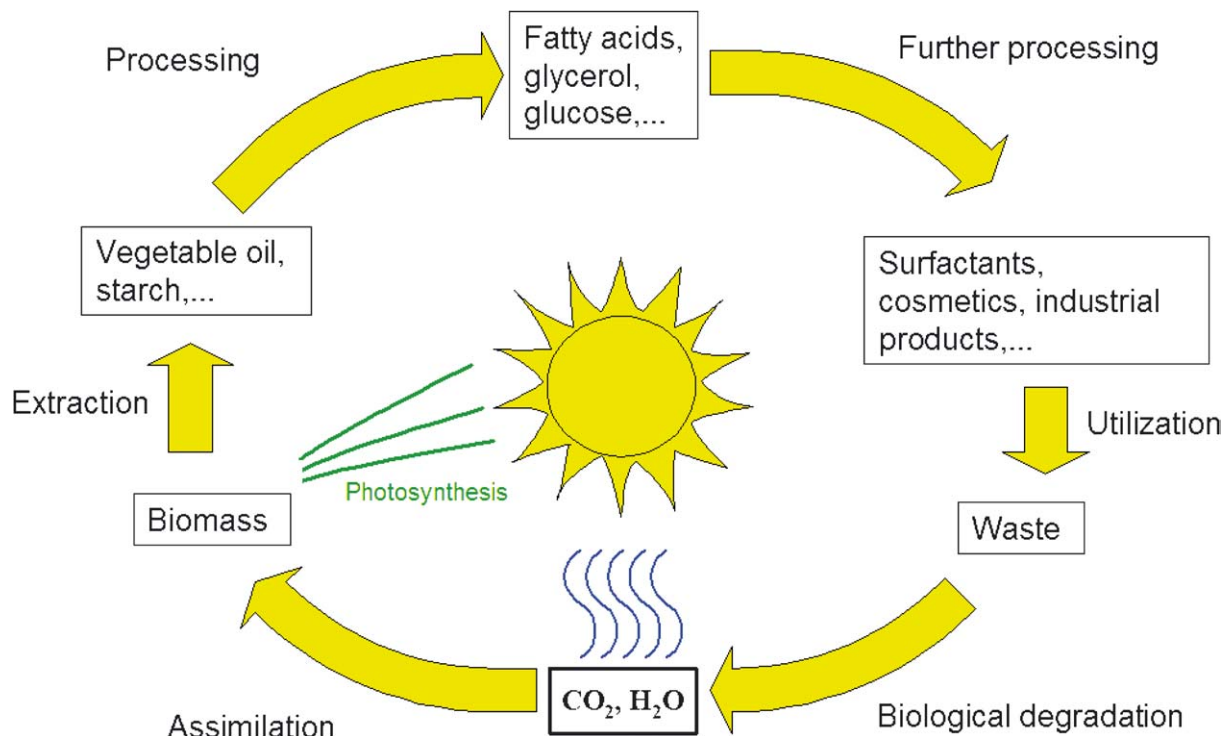 Processing
Fatty acids,
glycerol,
glucose,...
Further processing
Vegetable oil,
starch,...
Surfactants,
cosmetics, industrial
products,...
Extraction
Utilization
Photosynthesis
Biomass
Waste
CO₂, H₂O
Assimilation
Biological degradation